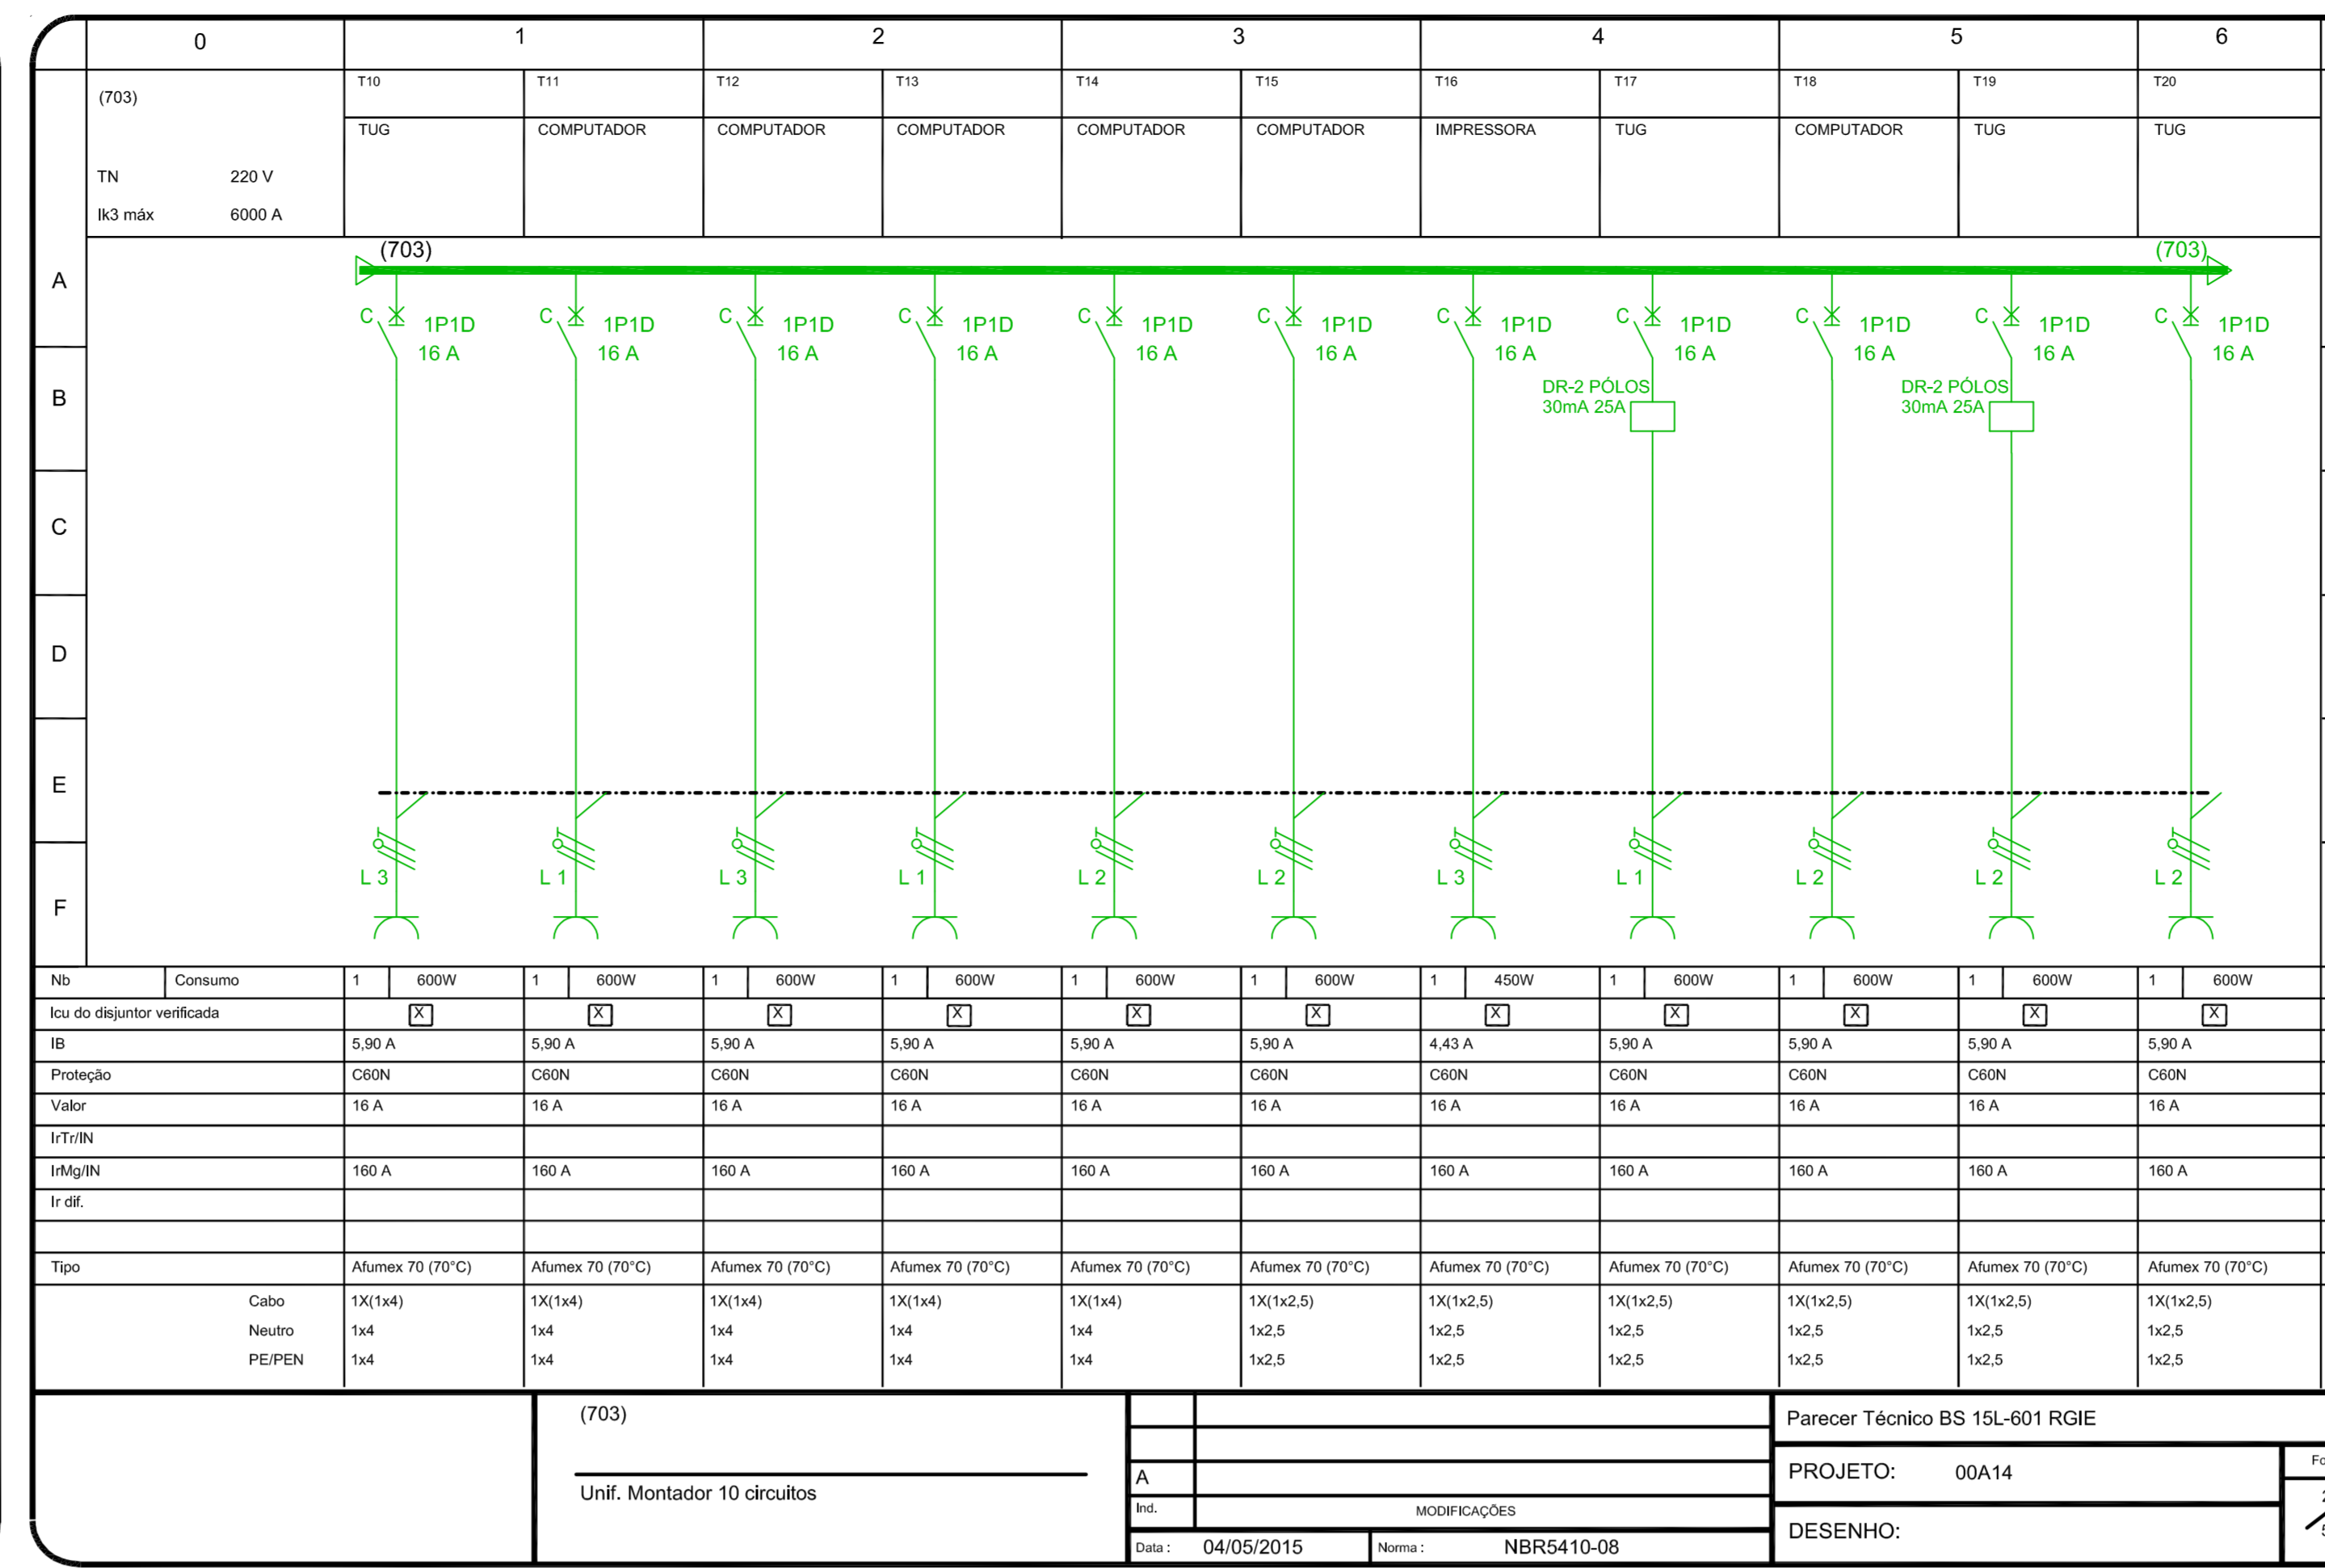 0 1 2 3 4 5 6
(703) T10 T11 T12 T13 T14 T15 T16 T17 T18 T19 T20
TUG COMPUTADOR COMPUTADOR COMPUTADOR COMPUTADOR COMPUTADOR IMPRESSORA TUG COMPUTADOR TUG TUG
TN 220 V
Ik3 máx 6000 A
(703) (703)
A
C 1P1D C 1P1D C 1P1D C 1P1D C 1P1D C 1P1D C 1P1D C 1P1D C 1P1D C 1P1D C 1P1D
16 A 16 A 16 A 16 A 16 A 16 A 16 A 16 A 16 A 16 A 16 A
DR-2 PÓLOS DR-2 PÓLOS
B
30mA 25A 30mA 25A
C
D
E
L 3 L 1 L 3 L 1 L 2 L 2 L 3 L 1 L 2 L 2 L 2
F
Nb Consumo 1 600W 1 600W 1 600W 1 600W 1 600W 1 600W 1 450W 1 600W 1 600W 1 600W 1 600W
Icu do disjuntor verificada X X X X X X X X X X X
IB 5,90 A 5,90 A 5,90 A 5,90 A 5,90 A 5,90 A 4,43 A 5,90 A 5,90 A 5,90 A 5,90 A
Proteção C60N C60N C60N C60N C60N C60N C60N C60N C60N C60N C60N
Valor 16 A 16 A 16 A 16 A 16 A 16 A 16 A 16 A 16 A 16 A 16 A
IrTr/IN
IrMg/IN 160 A 160 A 160 A 160 A 160 A 160 A 160 A 160 A 160 A 160 A 160 A
Ir dif.
Tipo Afumex 70 (70°C) Afumex 70 (70°C) Afumex 70 (70°C) Afumex 70 (70°C) Afumex 70 (70°C) Afumex 70 (70°C) Afumex 70 (70°C) Afumex 70 (70°C) Afumex 70 (70°C) Afumex 70 (70°C) Afumex 70 (70°C)
Cabo 1X(1x4) 1X(1x4) 1X(1x4) 1X(1x4) 1X(1x4) 1X(1x2,5) 1X(1x2,5) 1X(1x2,5) 1X(1x2,5) 1X(1x2,5) 1X(1x2,5)
Neutro 1x4 1x4 1x4 1x4 1x4 1x2,5 1x2,5 1x2,5 1x2,5 1x2,5 1x2,5
PE/PEN 1x4 1x4 1x4 1x4 1x4 1x2,5 1x2,5 1x2,5 1x2,5 1x2,5 1x2,5
(703)
Unif. Montador 10 circuitos
A
Ind. MODIFICAÇÕES
Data : 04/05/2015 Norma : NBR5410-08
Parecer Técnico BS 15L-601 RGIE
PROJETO: 00A14
DESENHO: